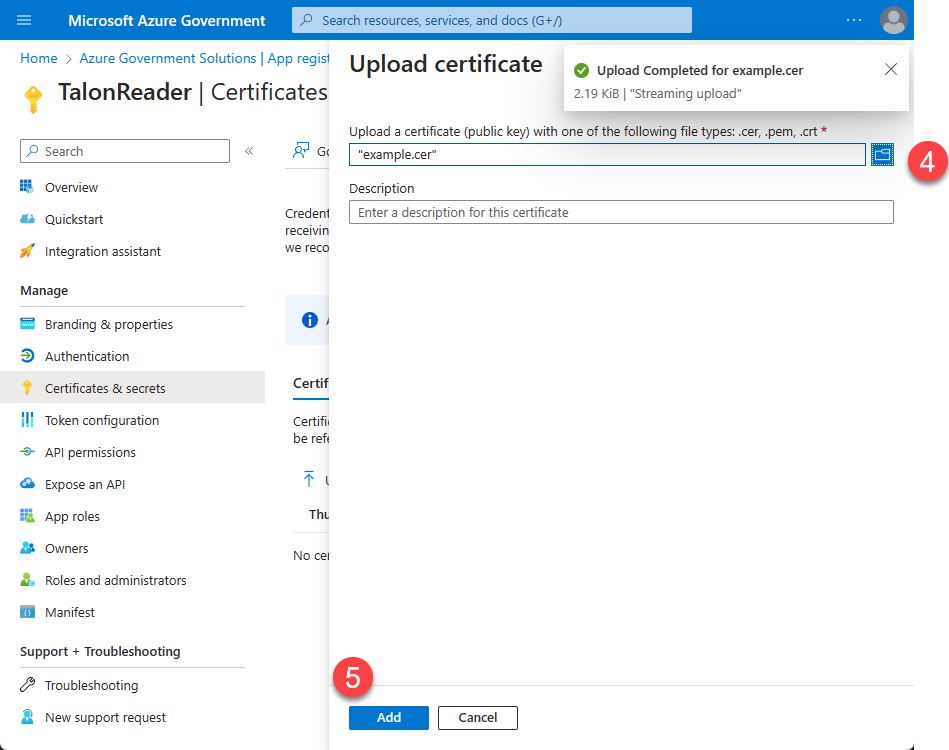 Microsoft Azure Government
Search resources, services, and docs (G+/)
...
Home > Azure Government Solutions | App regist
TalonReader | Certificates
Search
«
Overview
Quickstart
Integration assistant
Manage
Branding & properties
Authentication
Certificates & secrets
Token configuration
API permissions
Expose an API
App roles
Owners
Roles and administrators
Manifest
Support + Troubleshooting
Troubleshooting
New support request
Go
Creden
receivin
we reco
Certif
Certific
be refe
Thu
No cer
Upload certificate
Upload Completed for example.cer
2.19 KiB | "Streaming upload"
Upload a certificate (public key) with one of the following file types: .cer, .pem, .crt *
"example.cer"
4
Description
Enter a description for this certificate
5
Add
Cancel